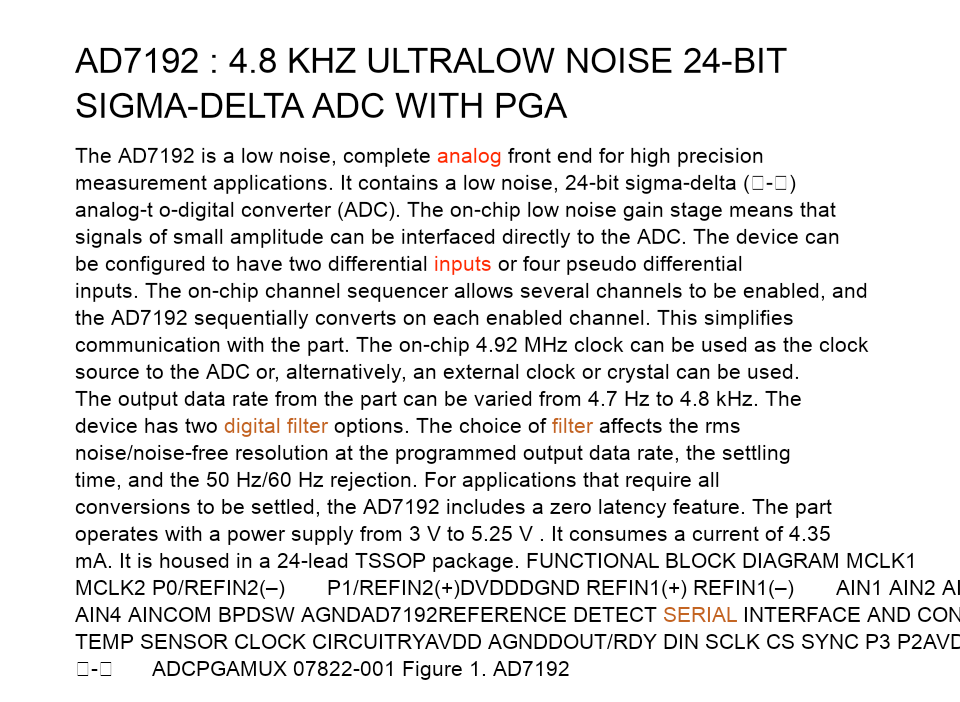 AD7192 : 4.8 KHZ ULTRALOW NOISE 24-BIT
SIGMA-DELTA ADC WITH PGA
The AD7192 is a low noise, complete analog front end for high precision
measurement applications. It contains a low noise, 24-bit sigma-delta (□-□)
analog-t o-digital converter (ADC). The on-chip low noise gain stage means that
signals of small amplitude can be interfaced directly to the ADC. The device can
be configured to have two differential inputs or four pseudo differential
inputs. The on-chip channel sequencer allows several channels to be enabled, and
the AD7192 sequentially converts on each enabled channel. This simplifies
communication with the part. The on-chip 4.92 MHz clock can be used as the clock
source to the ADC or, alternatively, an external clock or crystal can be used.
The output data rate from the part can be varied from 4.7 Hz to 4.8 kHz. The
device has two digital filter options. The choice of filter affects the rms
noise/noise-free resolution at the programmed output data rate, the settling
time, and the 50 Hz/60 Hz rejection. For applications that require all
conversions to be settled, the AD7192 includes a zero latency feature. The part
operates with a power supply from 3 V to 5.25 V . It consumes a current of 4.35
mA. It is housed in a 24-lead TSSOP package. FUNCTIONAL BLOCK DIAGRAM MCLK1
MCLK2 P0/REFIN2(–) P1/REFIN2(+)DVDDDGND REFIN1(+) REFIN1(–) AIN1 AIN2
AIN4 AINCOM BPDSW AGNDAD7192REFERENCE DETECT SERIAL INTERFACE AND
TEMP SENSOR CLOCK CIRCUITRYAVDD AGNDDOUT/RDY DIN SCLK CS SYNC P3
□-□ ADCPGAMUX 07822-001 Figure 1. AD7192